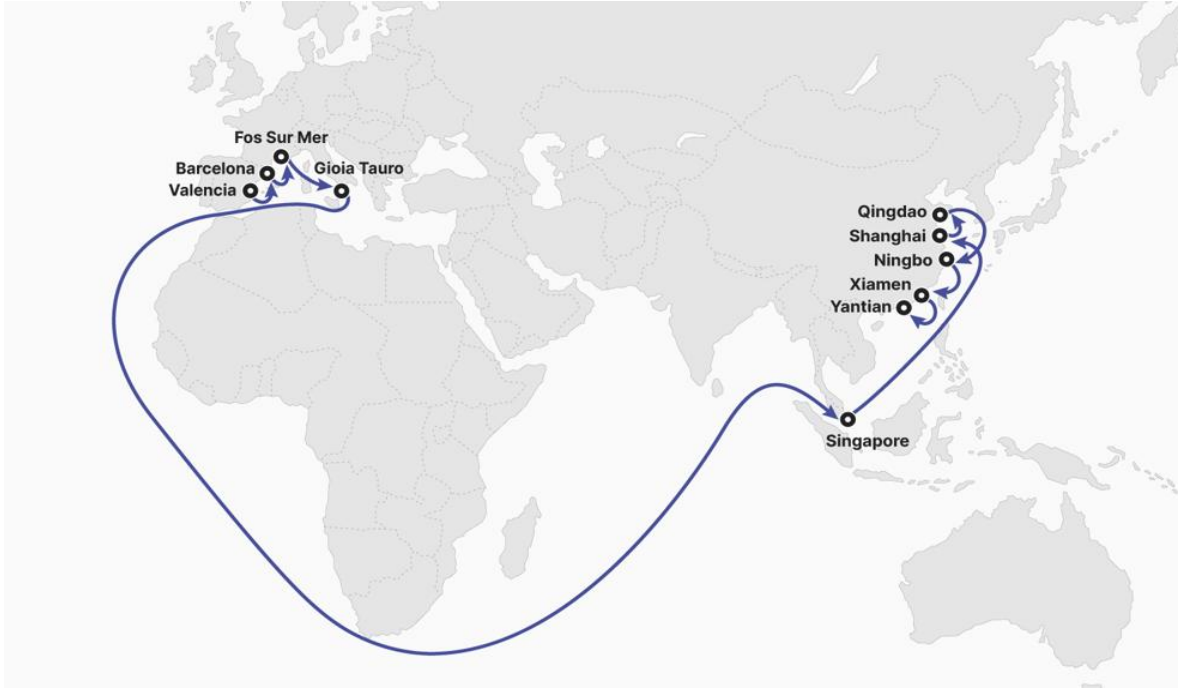 Fos Sur Mer
Barcelona
Gioia Tauro
Valencia
Qingdao
Shanghai
Ningbo
Xiamen
Yantian
Singapore